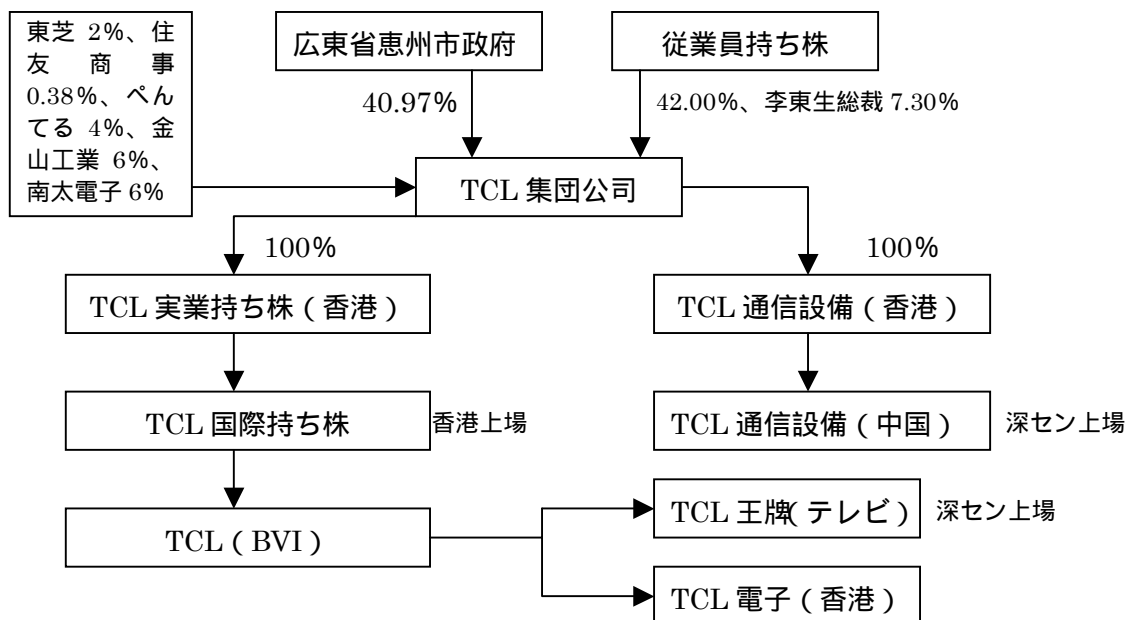 東芝 2%、住
友商事
0.38%、ぺん
てる 4%、金
山工業 6%、
南太電子 6%
広東省恵州市政府
従業員持ち株
40.97%
42.00%、李東生総裁 7.30%
TCL 集団公司
100%
100%
TCL 実業持ち株（香港）
TCL 通信設備（香港）
TCL 国際持ち株
香港上場
TCL 通信設備（中国）
深セン上場
TCL（BVI）
TCL 王牌（テレビ）
深セン上場
TCL 電子（香港）